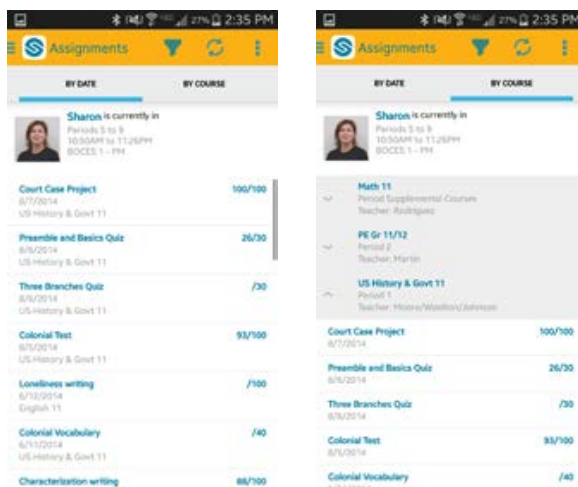 27% 2:35 PM
Assignments
BY DATE
BY COURSE
Sharon is currently in
Periods 5 to 9
10:50AM to 11:26PM
BOCES 1 - PM
Court Case Project
100/100
6/7/2014
US History & Govt 11
Preamble and Basics Quiz
26/30
6/6/2014
US History & Govt 11
Three Branches Quiz
/30
6/6/2014
US History & Govt 11
Colonial Test
93/100
6/5/2014
US History & Govt 11
Loneliness writing
/100
6/12/2014
English 11
Colonial Vocabulary
/40
6/11/2014
US History & Govt 11
Characterization writing
88/100
27% 2:35 PM
Assignments
BY DATE
BY COURSE
Sharon is currently in
Periods 5 to 9
10:50AM to 11:26PM
BOCES 1 - PM
Math 11
Period Supplemental Courses
Teacher: Rodriguez
PE Gr 11/12
Period 2
Teacher: Martin
US History & Govt 11
Period 1
Teacher:
Court Case Project
100/100
6/7/2014
Preamble and Basics Quiz
26/30
6/6/2014
Three Branches Quiz
/30
6/6/2014
Colonial Test
93/100
6/5/2014
Colonial Vocabulary
/40